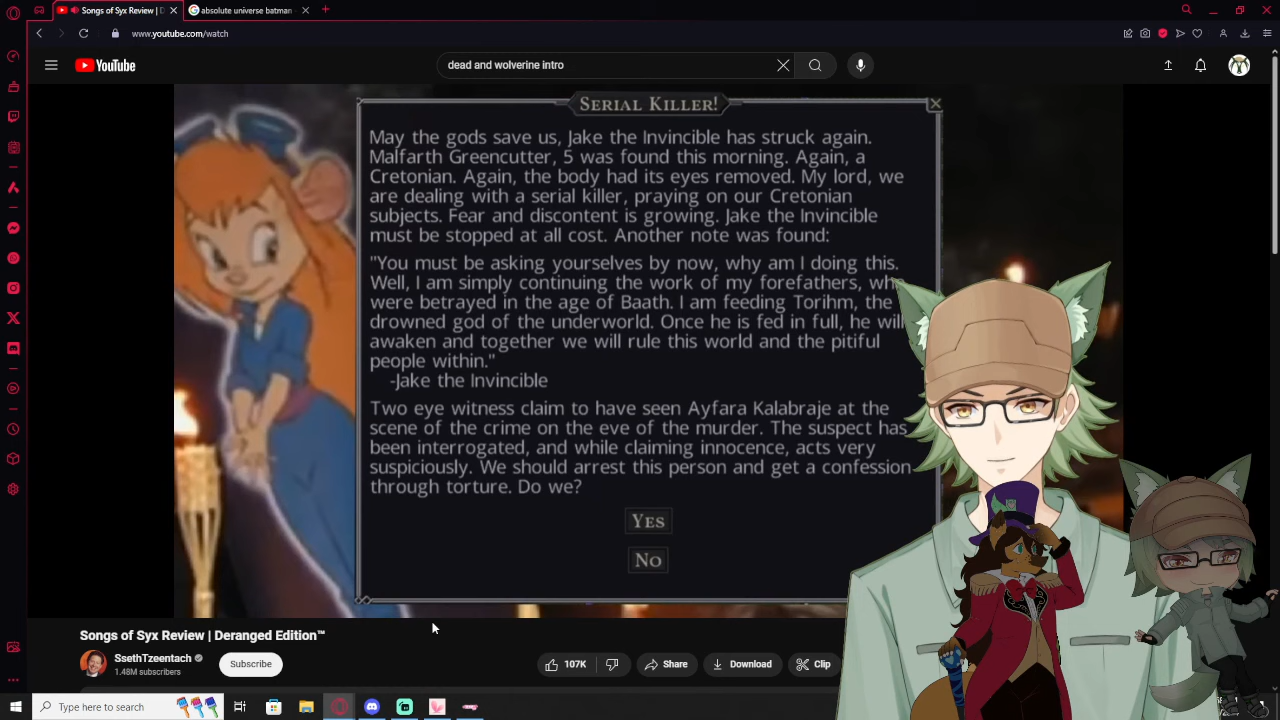 Songs of Syx Review | D
absolute universe batman
www.youtube.com/watch
YouTube
dead and wolverine intro
SERIAL KILLER!
May the gods save us, Jake the Invincible has struck again.
Malfarth Greencutter, 5 was found this morning. Again, a
Cretonian. Again, the body had its eyes removed. My lord, we
are dealing with a serial killer, praying on our Cretonian
subjects. Fear and discontent is growing. Jake the Invincible
must be stopped at all cost. Another note was found:
"You must be asking yourselves by now, why am I doing this.
Well, I am simply continuing the work of my forefathers, wh
were betrayed in the age of Baath. I am feeding Torihm, the
drowned god of the underworld. Once he is fed in full, he will
awaken and together we will rule this world and the pitiful
people within."
-Jake the Invincible
Two eye witness claim to have seen Ayfara Kalabraje at the
scene of the crime on the eve of the murder. The suspect has
been interrogated, and while claiming innocence, acts very
suspiciously. We should arrest this person and get a confession
through torture. Do we?
YES
NO
Songs of Syx Review | Deranged Edition™
SsethTzeentach
1.48M subscribers
Subscribe
107K
Share
Download
Clip
Type here to search